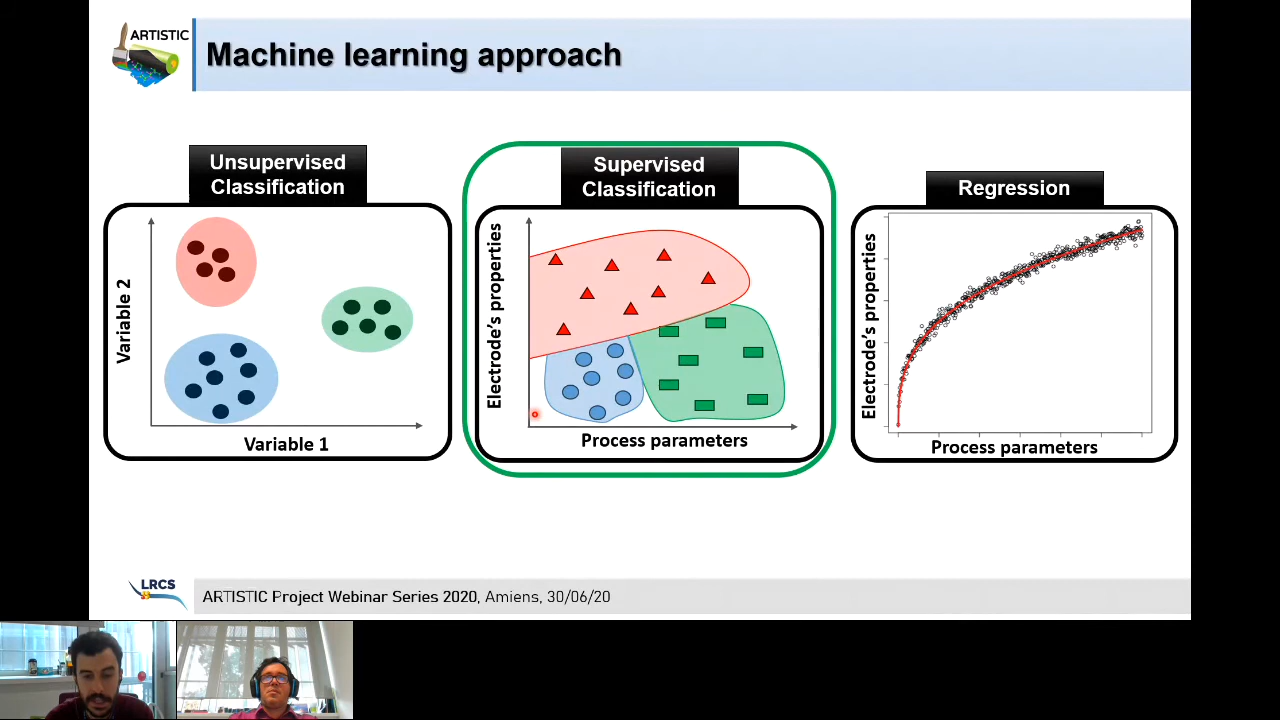 ARTISTIC
Machine learning approach
Unsupervised
Classification
Variable 2
Variable 1
Supervised
Classification
Electrode's properties
Process parameters
Regression
Electrode's properties
Process parameters
LRCS
ARTISTIC Project Webinar Series 2020, Amiens, 30/06/20